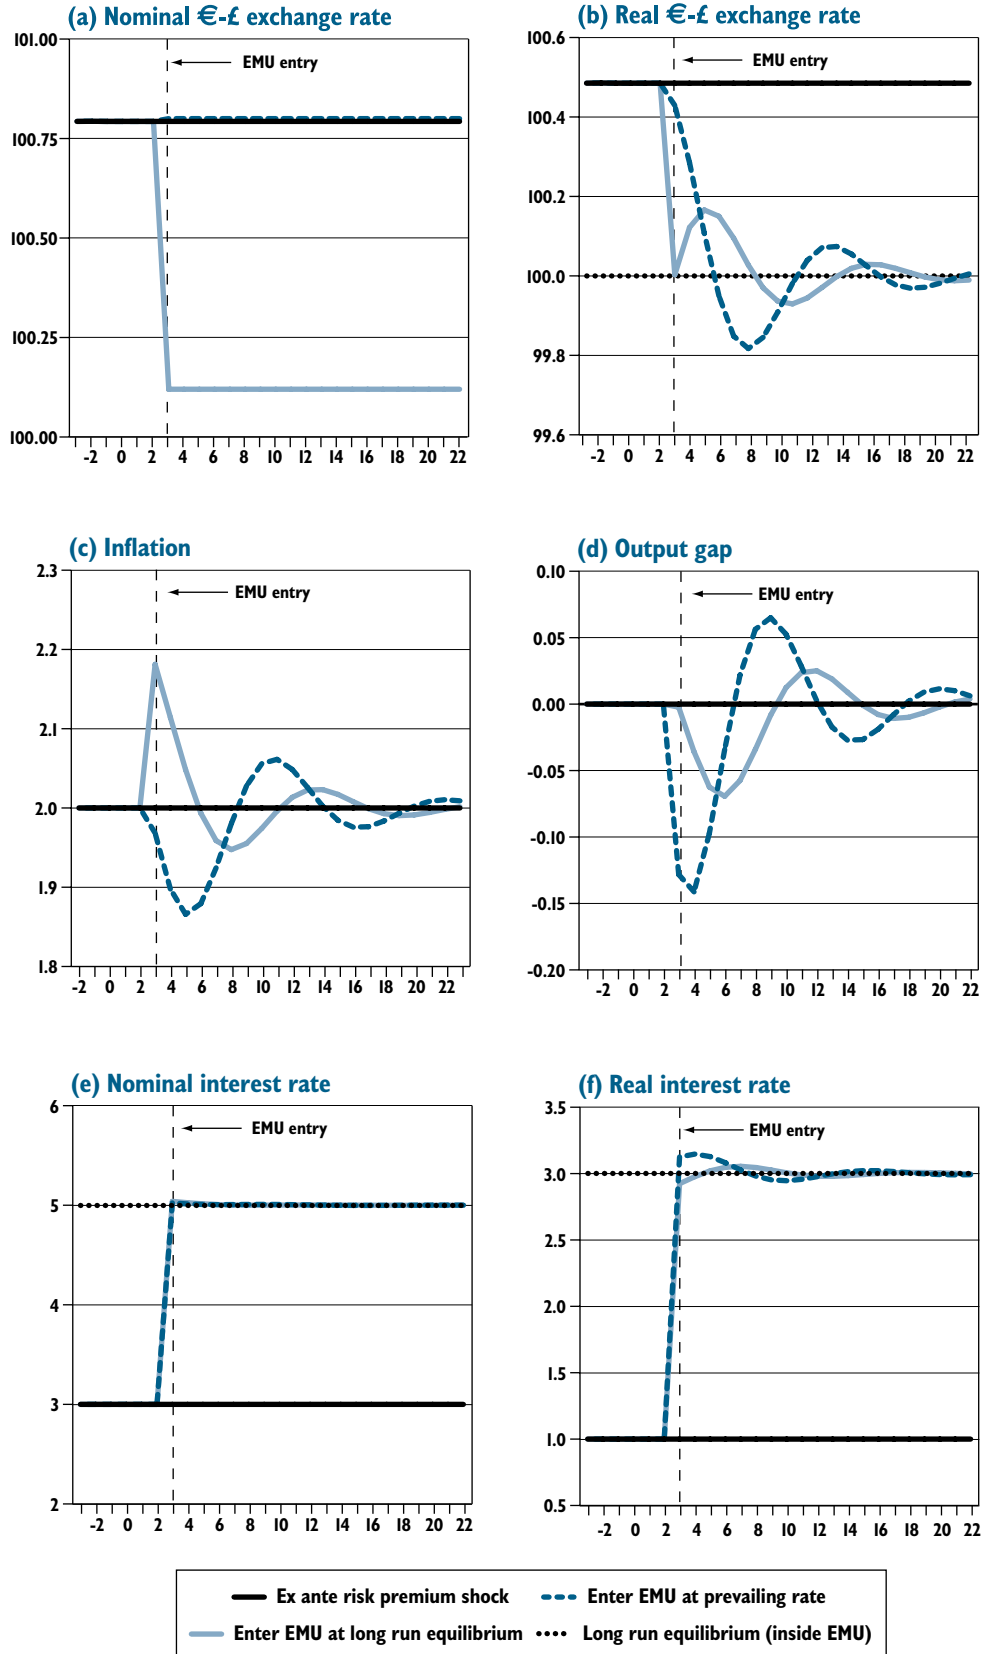 (a) Nominal €-£ exchange rate
101.00
100.75
100.50
100.25
100.00
EMU entry
-2 0 2 4 6 8 10 12 14 16 18 20 22
(b) Real €-£ exchange rate
100.6
100.4
100.2
100.0
99.8
99.6
EMU entry
-2 0 2 4 6 8 10 12 14 16 18 20 22
(c) Inflation
2.3
2.2
2.1
2.0
1.9
1.8
EMU entry
-2 0 2 4 6 8 10 12 14 16 18 20 22
(d) Output gap
0.10
0.05
0.00
-0.05
-0.10
-0.15
-0.20
EMU entry
-2 0 2 4 6 8 10 12 14 16 18 20 22
(e) Nominal interest rate
6
5
4
3
2
EMU entry
-2 0 2 4 6 8 10 12 14 16 18 20 22
(f) Real interest rate
3.5
3.0
2.5
2.0
1.5
1.0
0.5
EMU entry
-2 0 2 4 6 8 10 12 14 16 18 20 22
Ex ante risk premium shock
Enter EMU at prevailing rate
Enter EMU at long run equilibrium
Long run equilibrium (inside EMU)